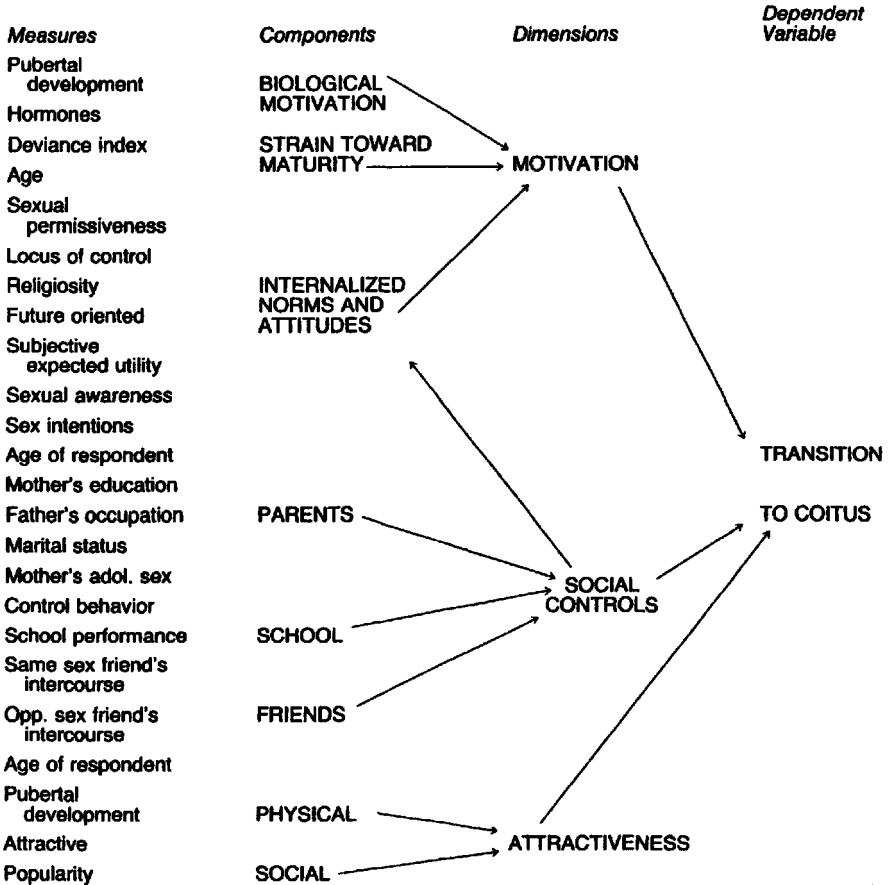 Measures
Components
Dimensions
Dependent
Variable
Pubertal
development
Hormones
Deviance index
Age
Sexual
permissiveness
Locus of control
Religiosity
Future oriented
Subjective
expected utility
Sexual awareness
Sex intentions
Age of respondent
Mother's education
Father's occupation
Marital status
Mother's adol. sex
Control behavior
School performance
Same sex friend's
intercourse
Opp. sex friend's
intercourse
Age of respondent
Pubertal
development
Attractive
Popularity
BIOLOGICAL
MOTIVATION
STRAIN TOWARD
MATURITY
INTERNALIZED
NORMS AND
ATTITUDES
PARENTS
SCHOOL
FRIENDS
PHYSICAL
SOCIAL
MOTIVATION
SOCIAL
CONTROLS
ATTRACTIVENESS
TRANSITION
TO COITUS